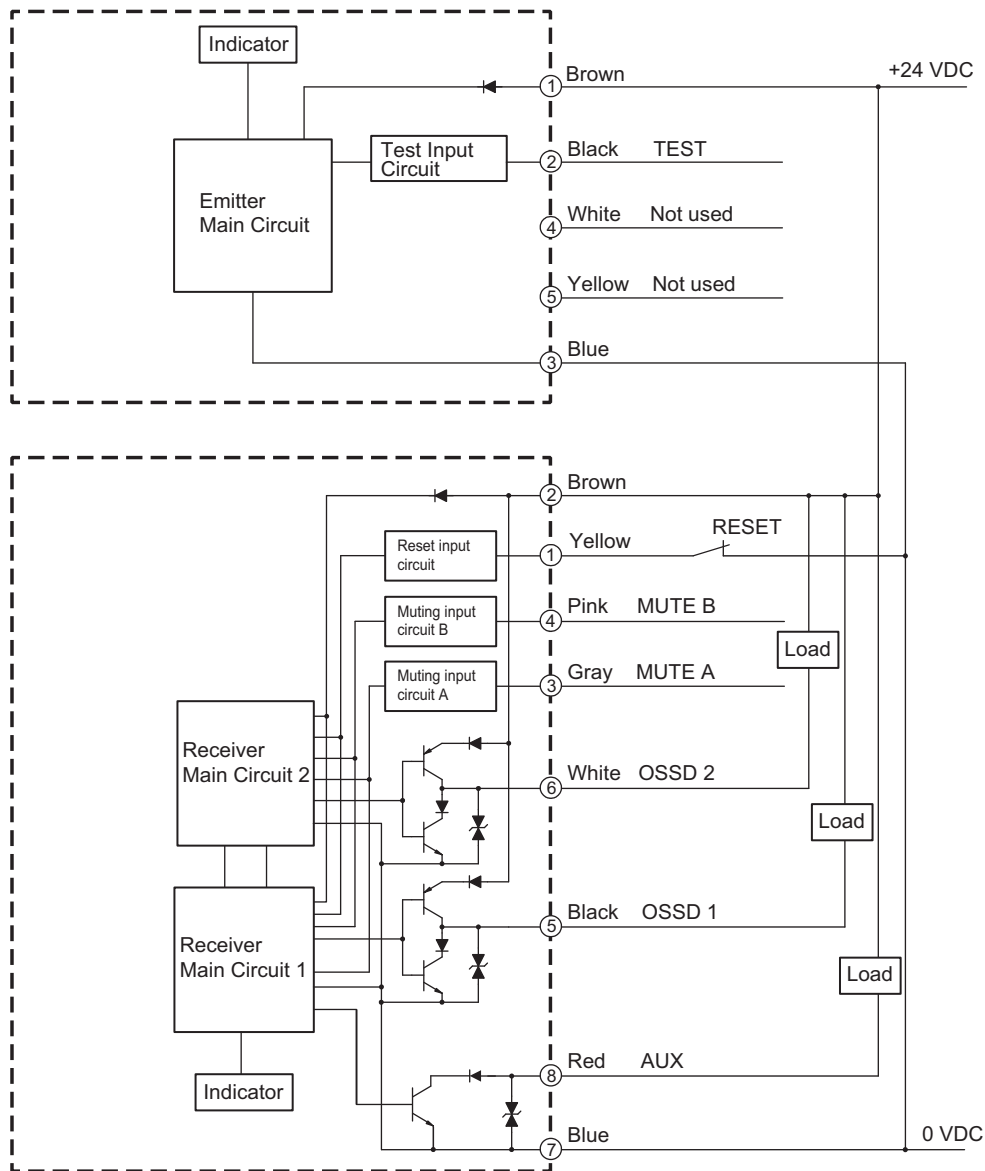 Indicator
Brown
+24 VDC
1
Test Input
Circuit
Black TEST
2
Emitter
Main Circuit
White Not used
4
Yellow Not used
5
Blue
3
Brown
2
RESET
Reset input
circuit
Yellow
1
Muting input
circuit B
Pink MUTE B
4
Load
Muting input
circuit A
Gray MUTE A
3
Receiver
Main Circuit 2
White OSSD 2
6
Load
Black OSSD 1
5
Receiver
Main Circuit 1
Load
Red AUX
8
Indicator
Blue
7
0 VDC